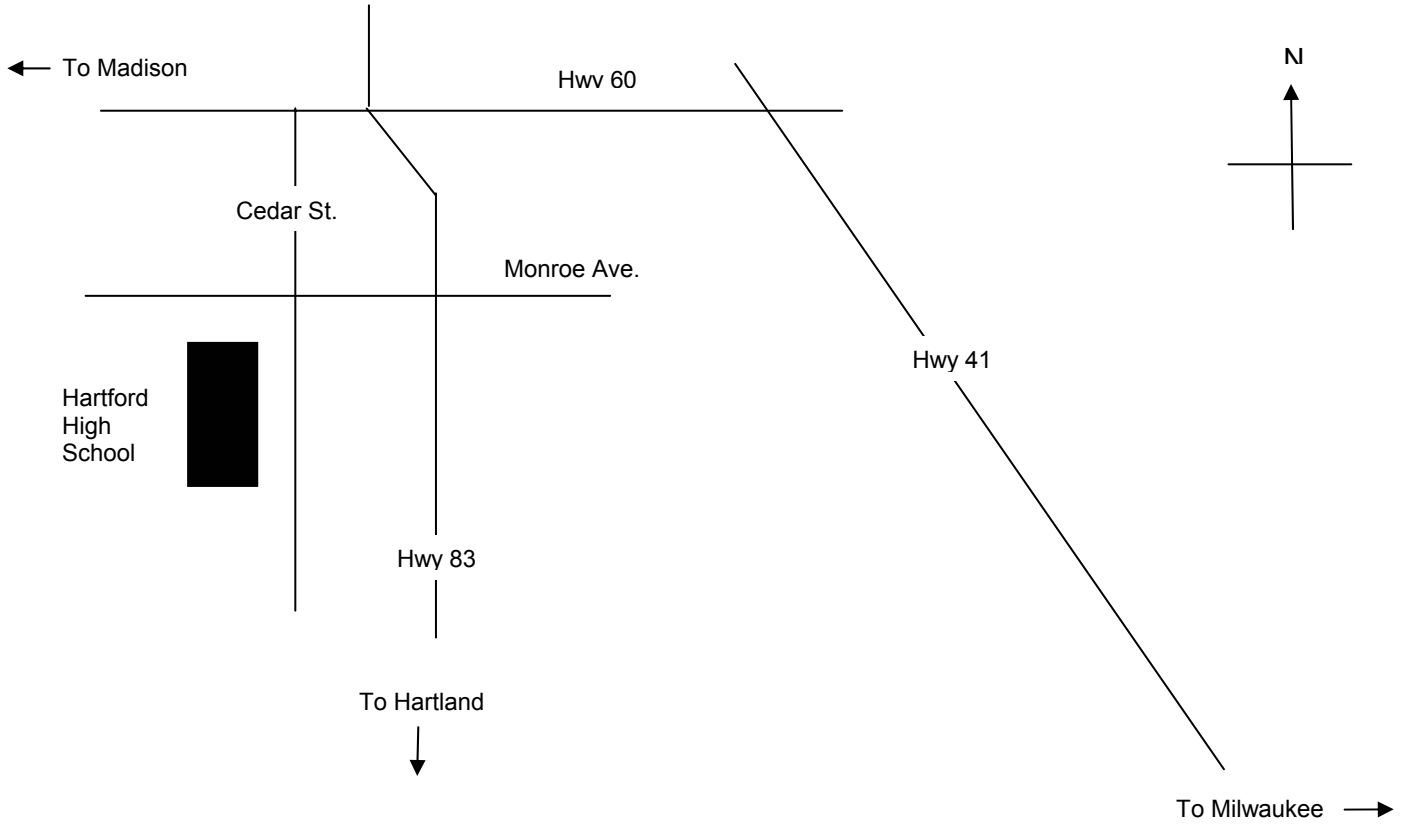 To Madison
Hwy 60
N
Cedar St.
Monroe Ave.
Hwy 41
Hartford
High
School
Hwy 83
To Hartland
To Milwaukee